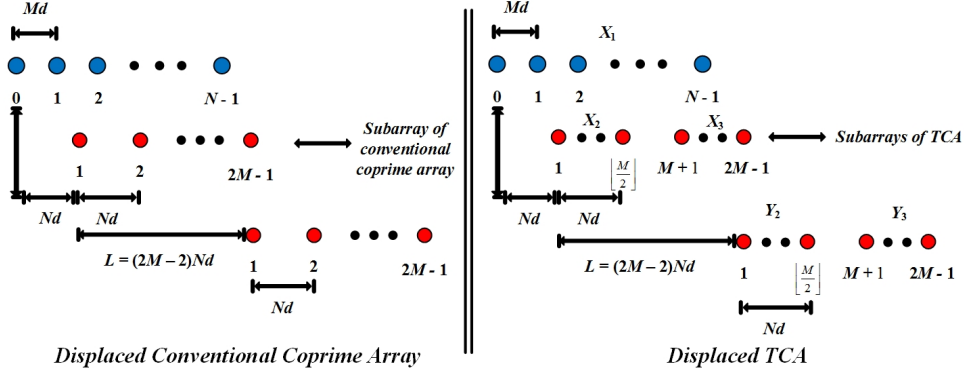 Md
0 1 2 N - 1
Subarray of
conventional
coprime array
1 2 2M - 1
Nd Nd
L = (2M – 2)Nd
1 2 2M - 1
Nd
Displaced Conventional Coprime Array
Md
X₁
0 1 2 N - 1
X₂ X₃
Subarrays of TCA
1 ⌊M/2⌋ M + 1 2M - 1
Nd Nd
Y₂ Y₃
L = (2M – 2)Nd
1 ⌊M/2⌋ M + 1 2M - 1
Nd
Displaced TCA